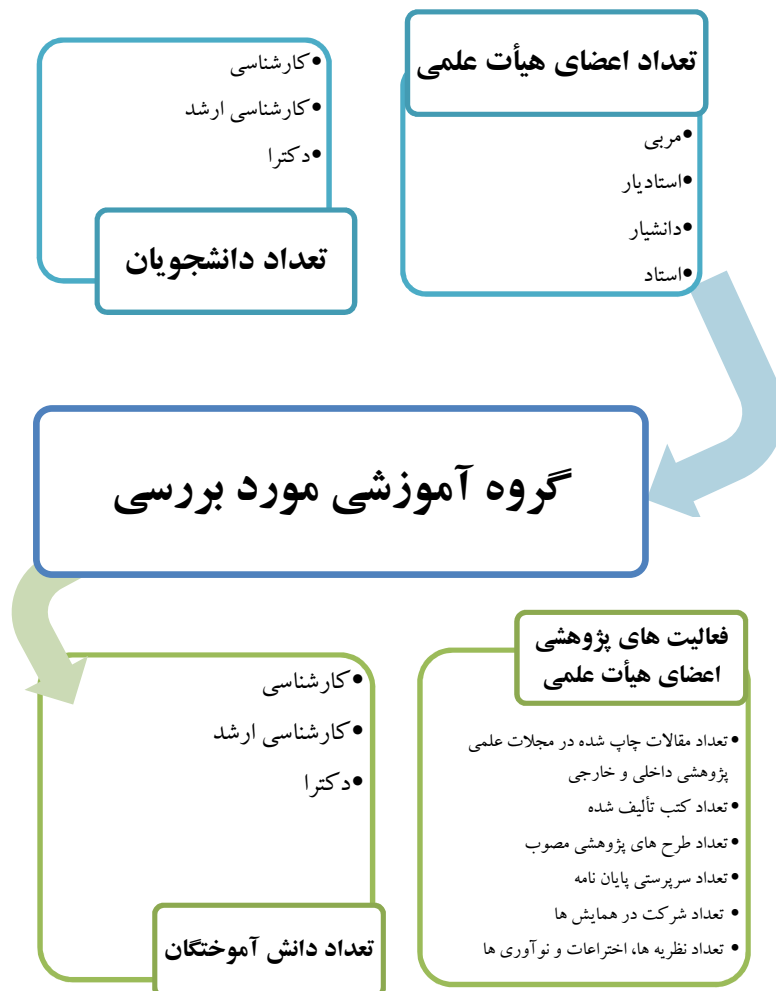 تعداد اعضای هیأت علمی
•مربی
•استادیار
•دانشیار
•استاد
•کارشناسی
•کارشناسی ارشد
•دکترا
تعداد دانشجویان
گروه آموزشی مورد بررسی
فعالیت های پژوهشی
اعضای هیأت علمی
•تعداد مقالات چاپ شده در مجلات علمی
پژوهشی داخلی و خارجی
•تعداد کتب تألیف شده
•تعداد طرح های پژوهشی مصوب
•تعداد سرپرستی پایان نامه
• تعداد شرکت در همایش ها
• تعداد نظریه ها، اختراعات و نوآوری ها
•کارشناسی
•کارشناسی ارشد
•دکترا
تعداد دانش آموختگان